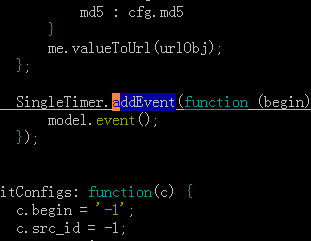 md5 : cfg.md5
}
me.valueToUrl(urlObj);
};
SingleTimer.addEvent(function (begin)
model.event();
});
itConfigs: function(c) {
c.begin = '-1';
c.src_id = -1;